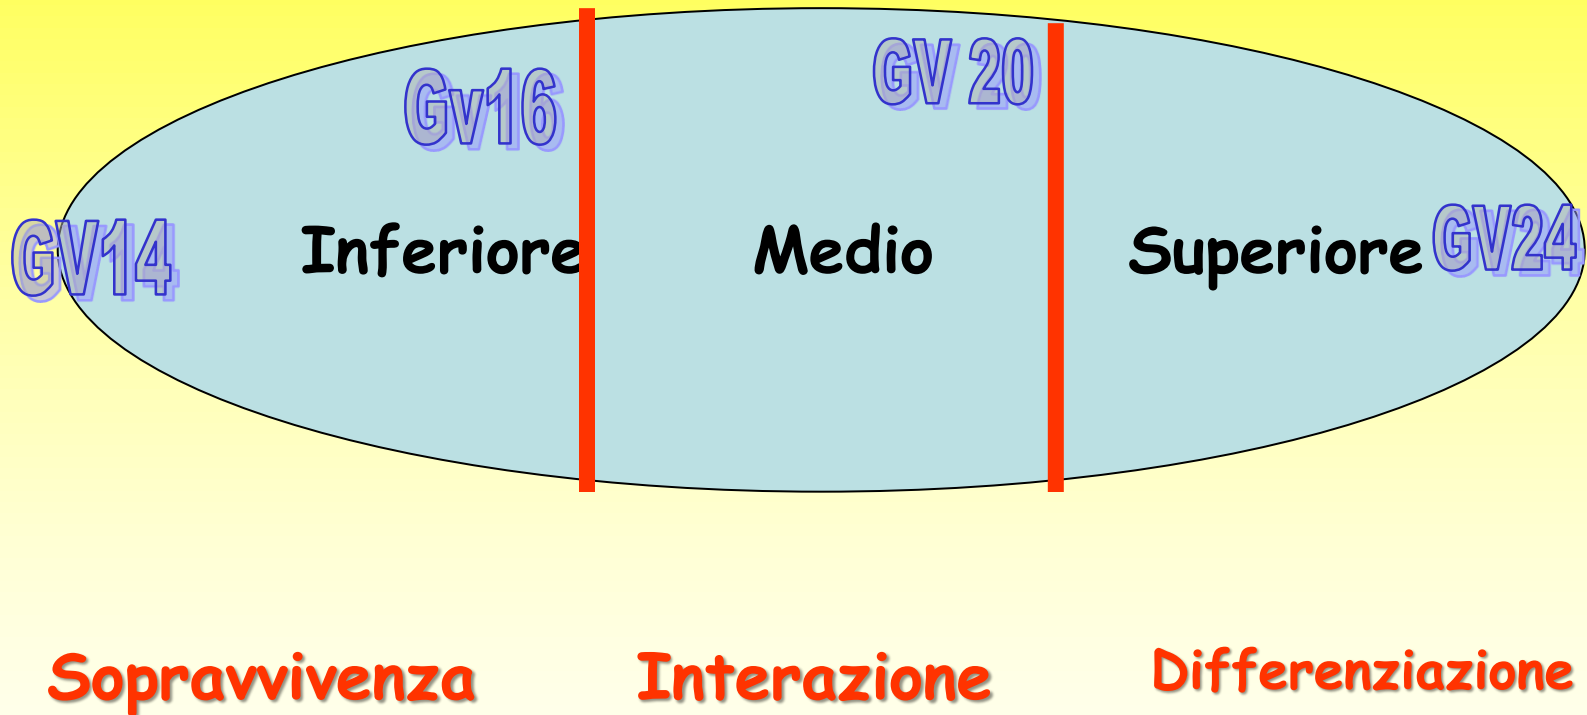 GV 20
Gv16
GV14 Inferiore Medio Superiore GV24
Sopravvivenza Interazione Differenziazione